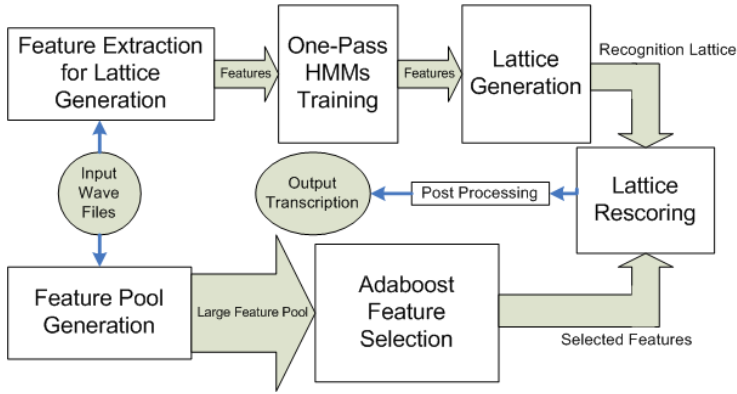 Feature Extraction
for Lattice
Generation
Features
One-Pass
HMMs
Training
Features
Lattice
Generation
Recognition Lattice
Input
Wave
Files
Output
Transcription
Post Processing
Lattice
Rescoring
Feature Pool
Generation
Large Feature Pool
Adaboost
Feature
Selection
Selected Features